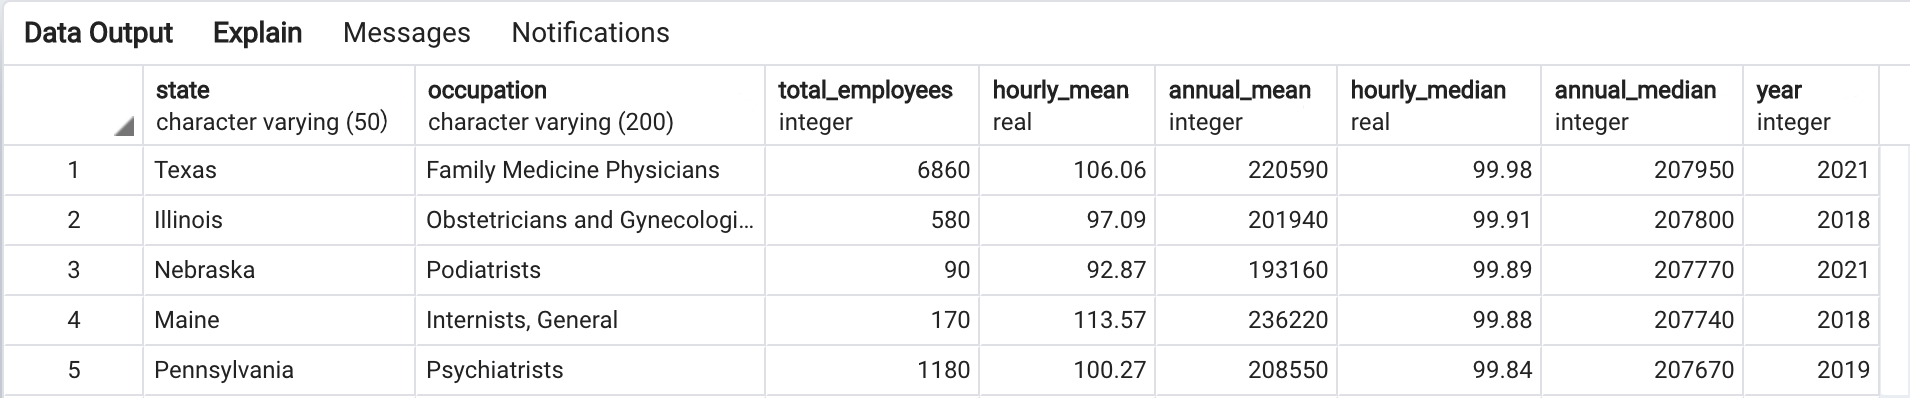 Data Output Explain Messages Notifications
state occupation total_employees hourly_mean annual_mean hourly_median annual_median year
character varying (50) character varying (200) integer real integer real integer integer
1 Texas Family Medicine Physicians 6860 106.06 220590 99.98 207950 2021
2 Illinois Obstetricians and Gynecologi... 580 97.09 201940 99.91 207800 2018
3 Nebraska Podiatrists 90 92.87 193160 99.89 207770 2021
4 Maine Internists, General 170 113.57 236220 99.88 207740 2018
5 Pennsylvania Psychiatrists 1180 100.27 208550 99.84 207670 2019